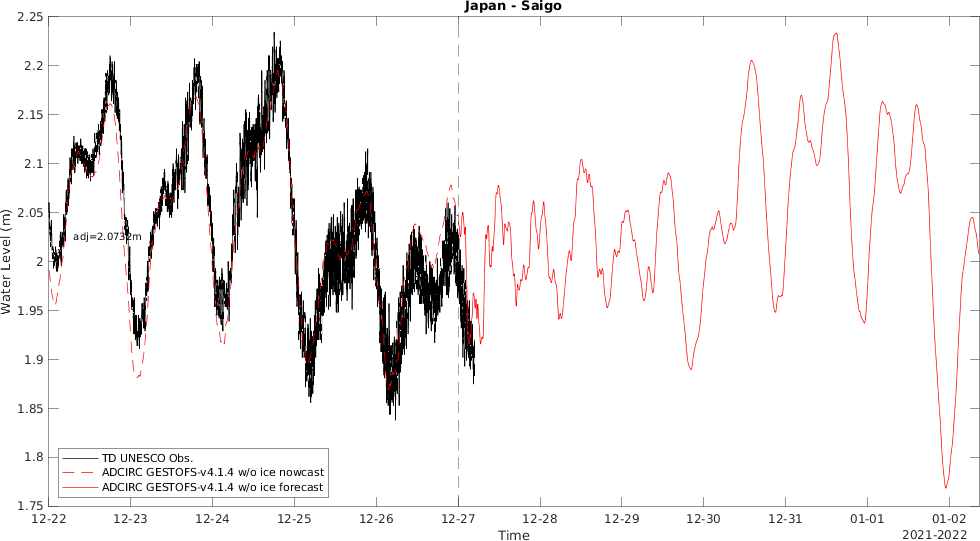 Japan - Saigo
Water Level (m)
2.25
2.2
2.15
2.1
2.05
2
1.95
1.9
1.85
1.8
1.75
adj=2.0732m
TD UNESCO Obs.
ADCIRC GESTOFS-v4.1.4 w/o ice nowcast
ADCIRC GESTOFS-v4.1.4 w/o ice forecast
12-22 12-23 12-24 12-25 12-26 12-27 12-28 12-29 12-30 12-31 01-01 01-02
Time
2021-2022